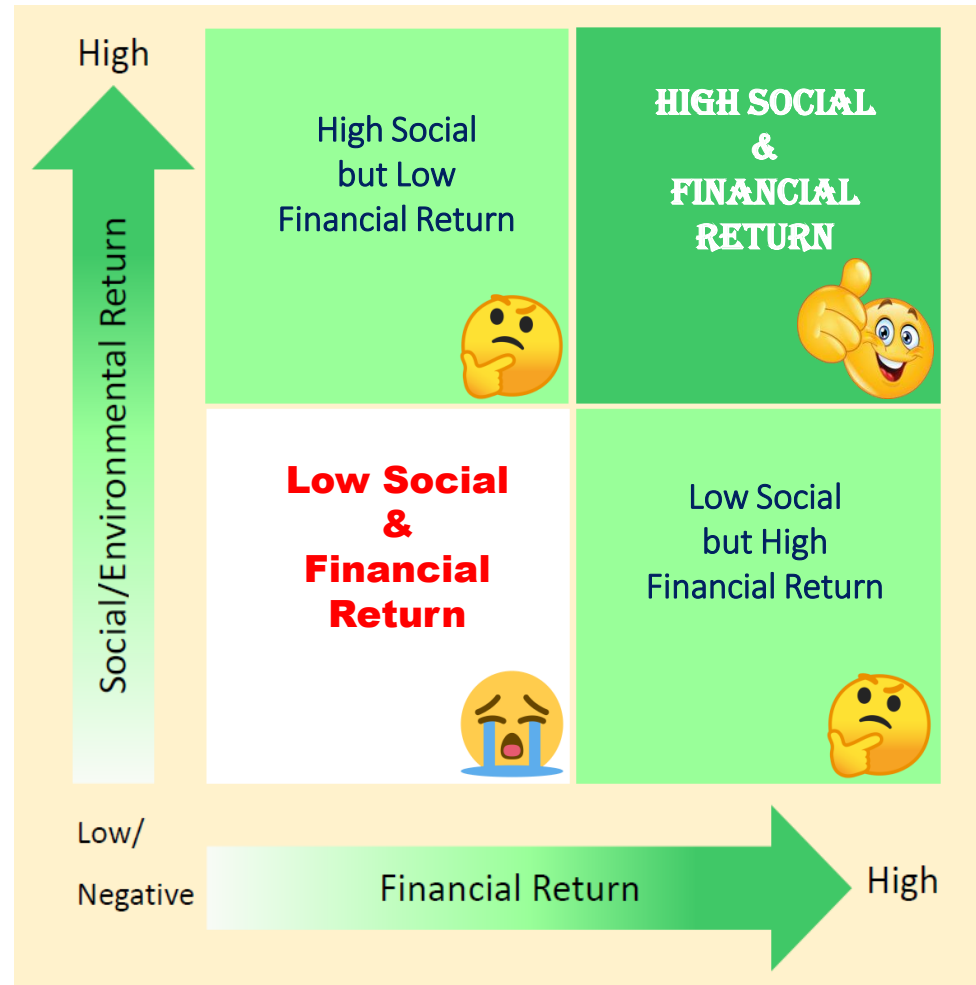 High
Social/Environmental Return
High Social
but Low
Financial Return
HIGH SOCIAL
&
FINANCIAL
RETURN
Low Social
&
Financial
Return
Low Social
but High
Financial Return
Low/
Negative
Financial Return
High